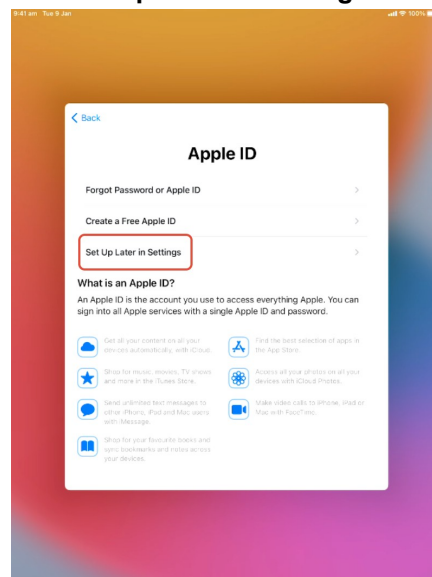 9:41 am Tue 9 Jan
100%
Back
Apple ID
Forgot Password or Apple ID
Create a Free Apple ID
Set Up Later in Settings
What is an Apple ID?
An Apple ID is the account you use to access everything Apple. You can
sign into all Apple services with a single Apple ID and password.
Get all your content on all your
devices automatically, with iCloud.
Find the best selection of apps in
the App Store.
Shop for music, movies, TV shows
and more in the iTunes Store.
Access all your photos on all your
devices with iCloud Photos.
Send unlimited text messages to
other iPhone, iPad and Mac users
with iMessage.
Make video calls to iPhone, iPad or
Mac with FaceTime.
Shop for your favourite books and
sync bookmarks and notes across
your devices.